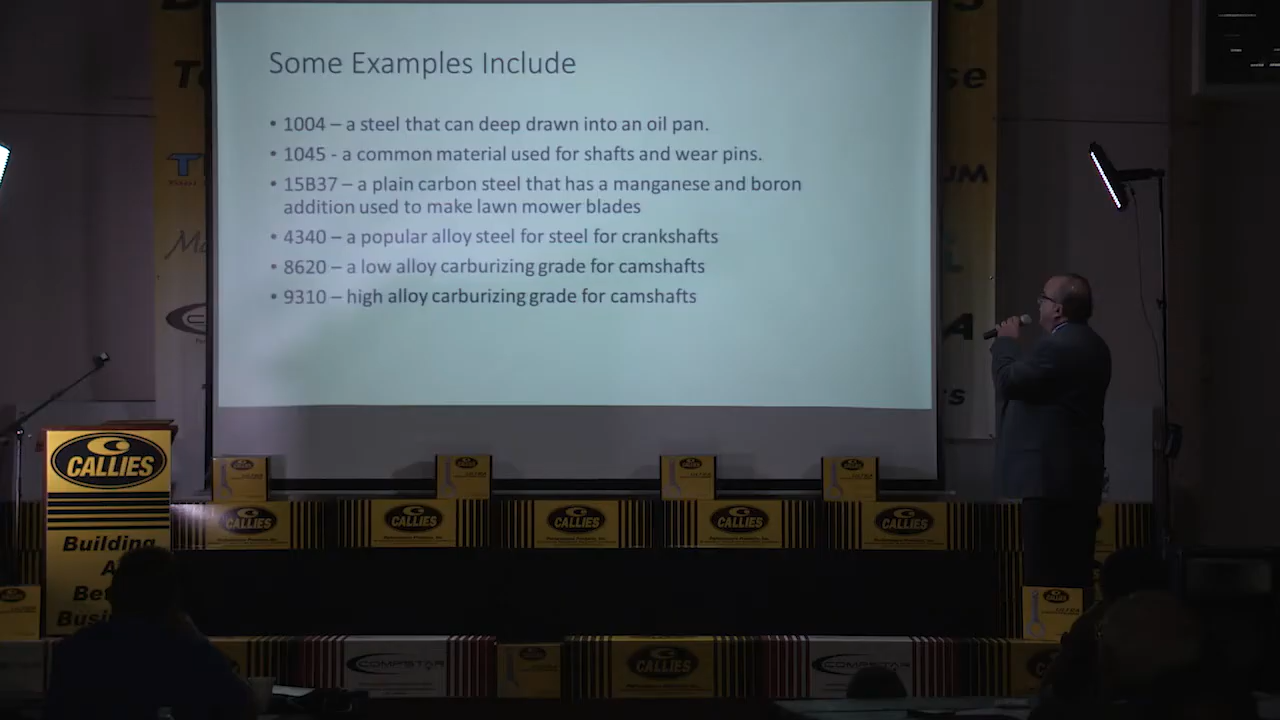 Some Examples Include
• 1004 – a steel that can deep drawn into an oil pan.
• 1045 - a common material used for shafts and wear pins.
• 15B37 – a plain carbon steel that has a manganese and boron
addition used to make lawn mower blades
• 4340 – a popular alloy steel for steel for crankshafts
• 8620 – a low alloy carburizing grade for camshafts
• 9310 – high alloy carburizing grade for camshafts
CALLIES
Building
CALLIES
CALLIES
CALLIES
CALLIES
CALLIES
COMPSTAR
CALLIES
COMPSTAR